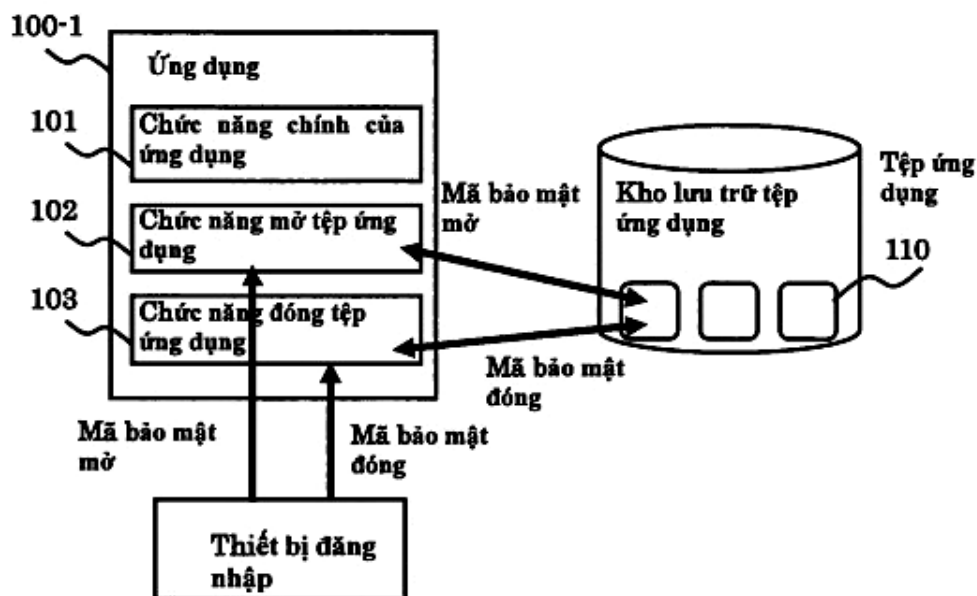 100-1
Ứng dụng
101
Chức năng chính của
ứng dụng
102
Chức năng mở tệp ứng
dụng
103
Chức năng đóng tệp
ứng dụng
Mã bảo mật
mở
Kho lưu trữ tệp
ứng dụng
Tệp ứng
dụng
110
Mã bảo mật
đóng
Mã bảo mật
mở
Mã bảo mật
đóng
Thiết bị đăng
nhập